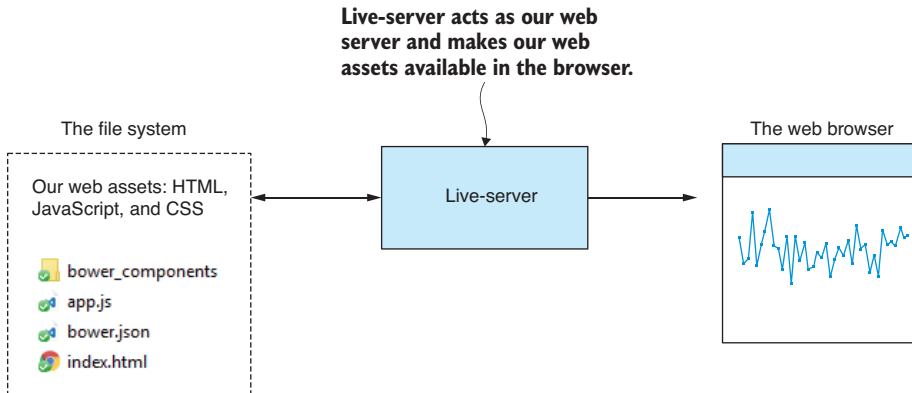 Live-server acts as our web
server and makes our web
assets available in the browser.
The file system
The web browser
Our web assets: HTML,
JavaScript, and CSS
Live-server
bower_components
app.js
bower.json
index.html